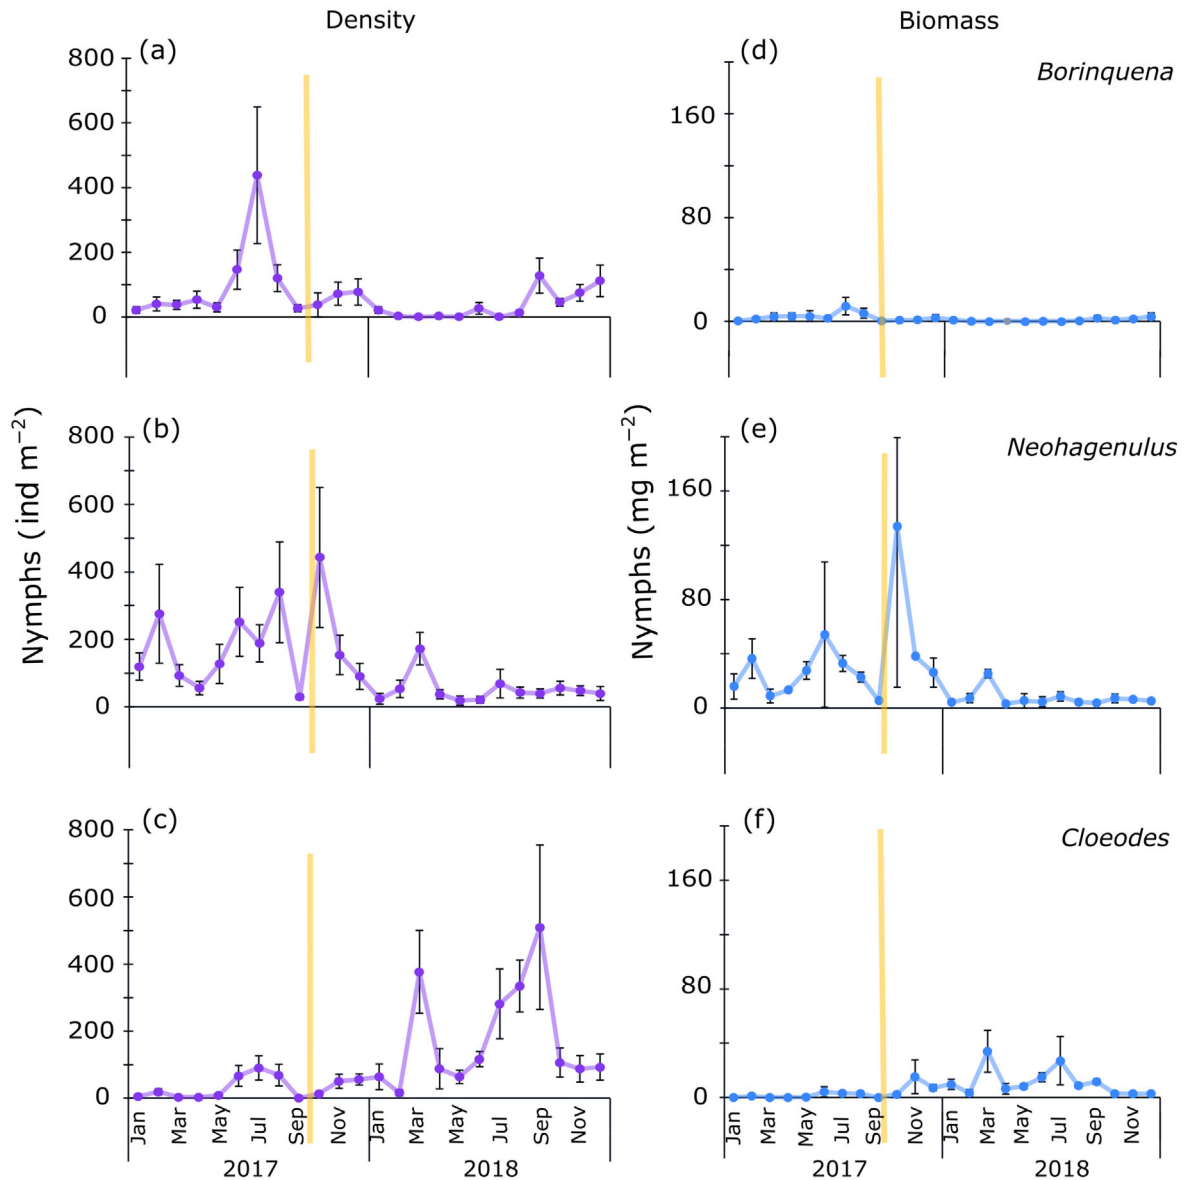 Density
Biomass
(a)
800
600
400
200
0
(d)
Borinquena
160
80
0
Nymphs (ind m⁻²)
(b)
800
600
400
200
0
Nymphs (mg m⁻²)
(e)
Neohagenulus
160
80
0
(c)
800
600
400
200
0
Jan Mar May Jul Sep Nov Jan Mar May Jul Sep Nov
2017 2018
(f)
Cloeodes
160
80
0
Jan Mar May Jul Sep Nov Jan Mar May Jul Sep Nov
2017 2018